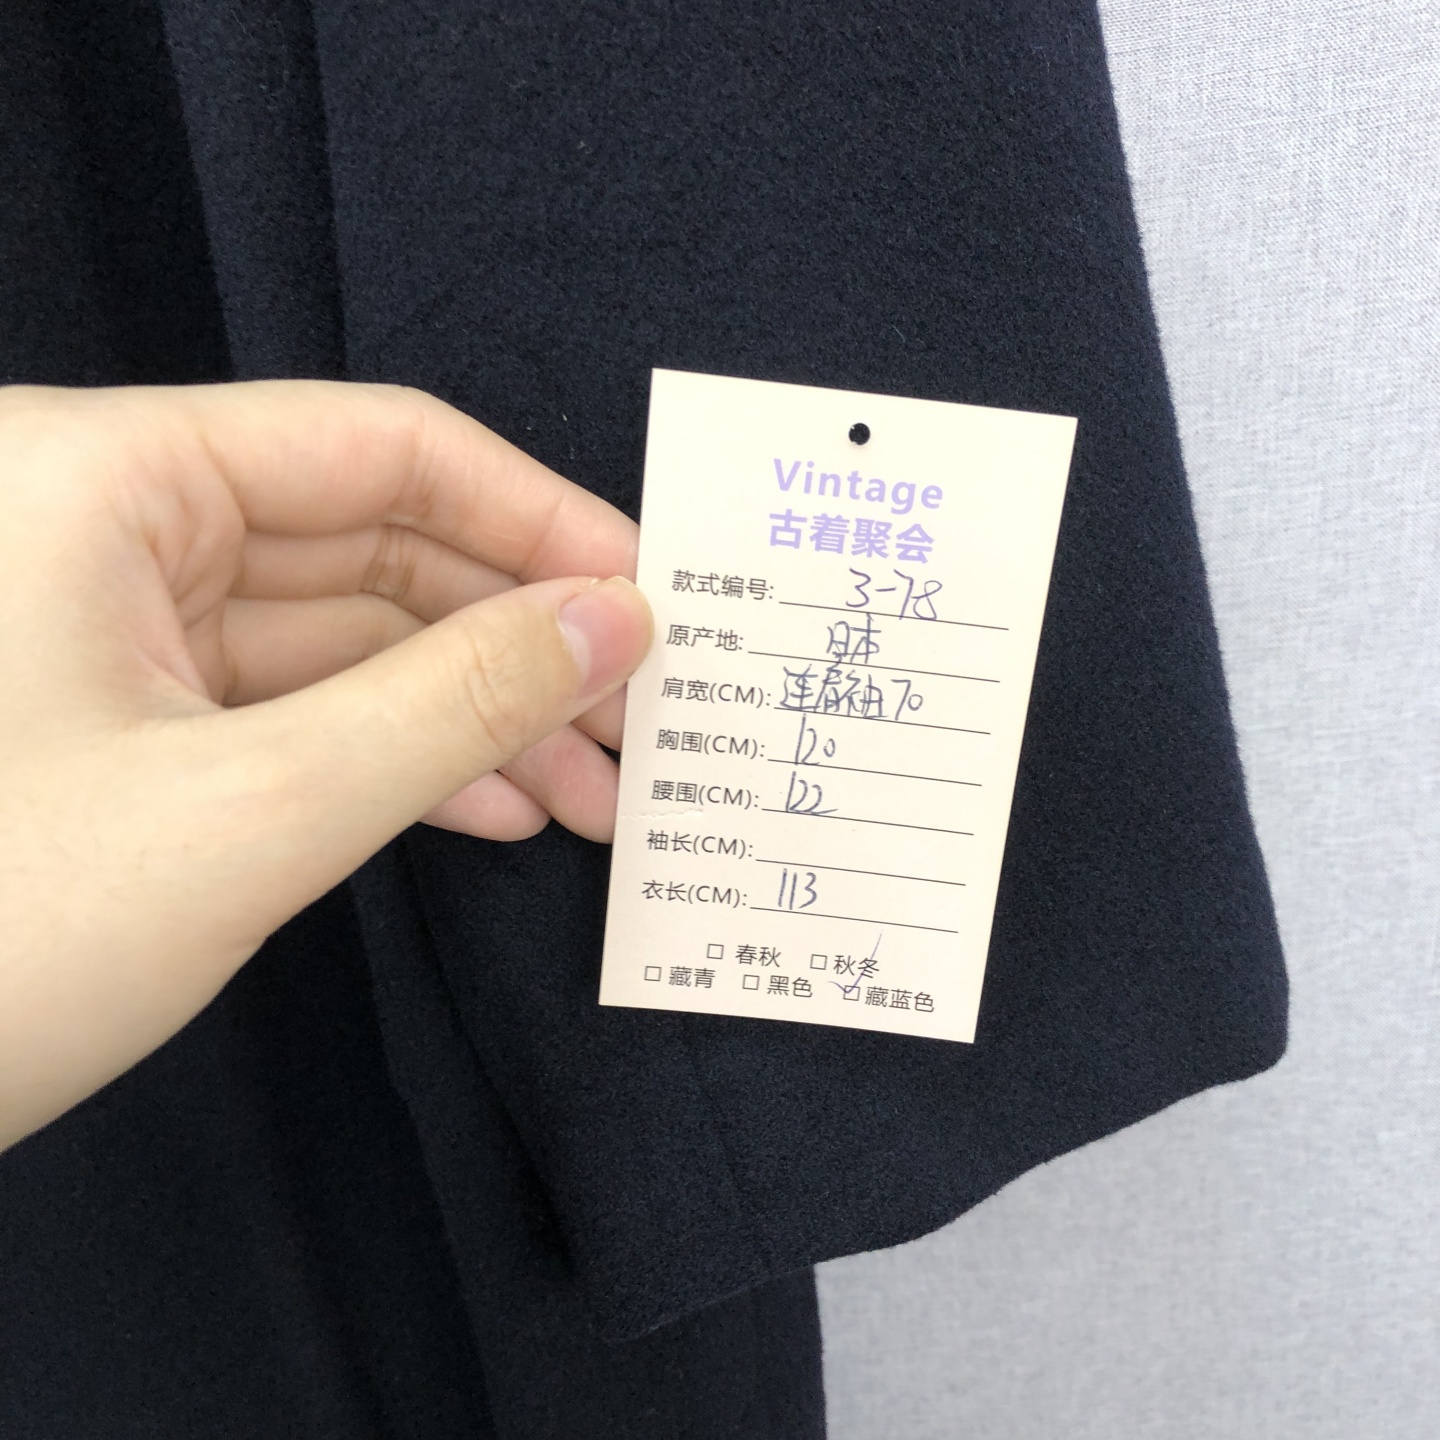 Vintage
古着聚会
款式编号: 3-78
原产地: 日本
肩宽(CM): 连肩袖70
胸围(CM): 120
腰围(CM): 122
袖长(CM):
衣长(CM): 113
□ 春秋 □ 秋冬
□ 藏青 □ 黑色 □ 藏蓝色